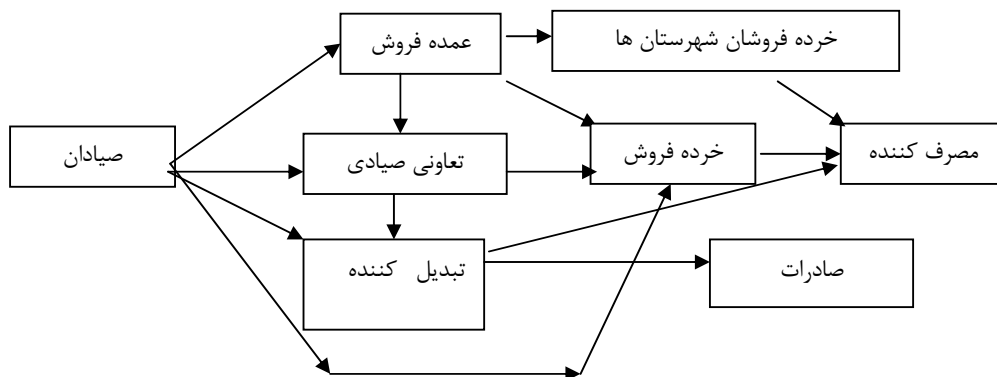 عمده فروش
خرده فروشان شهرستان ها
صیادان
تعاونی صیادی
خرده فروش
مصرف کننده
تبدیل کننده
صادرات